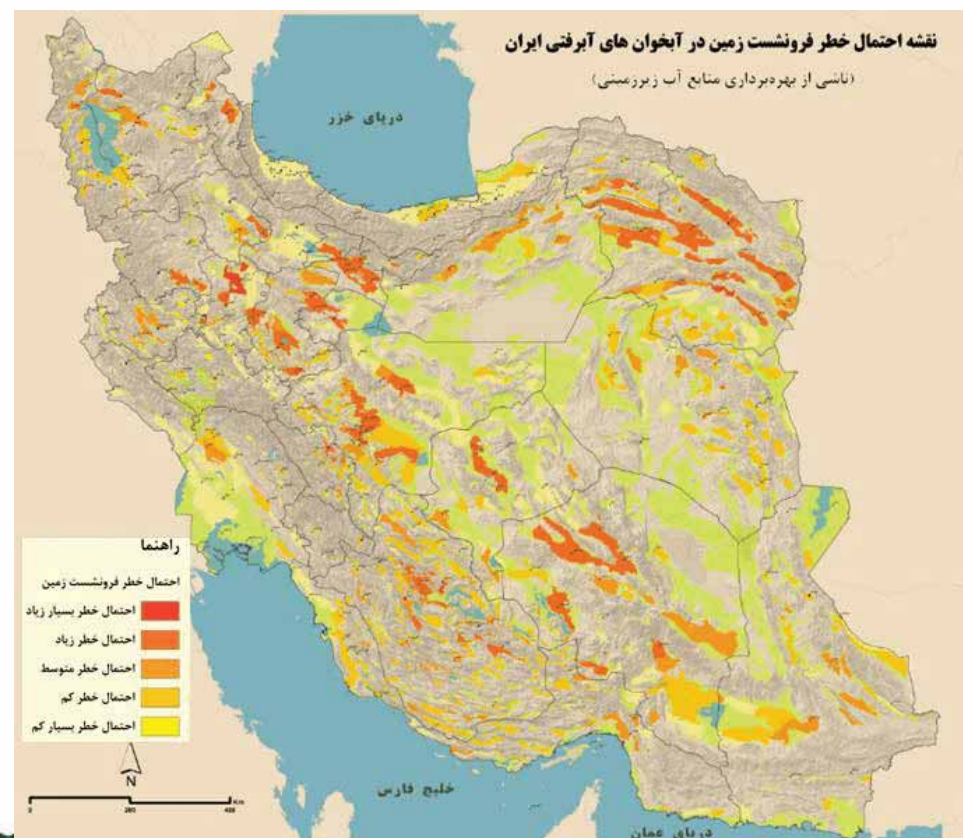 نقشه احتمال خطر فرونشست زمین در آبخوان های آبرفتی ایران
(ناشی از بهره‌برداری منابع آب زیرزمینی)
دریای خزر
راهنما
احتمال خطر فرونشست زمین
احتمال خطر بسیار زیاد
احتمال خطر زیاد
احتمال خطر متوسط
احتمال خطر کم
احتمال خطر بسیار کم
N
Km
0
خلیج فارس
دریای عمان